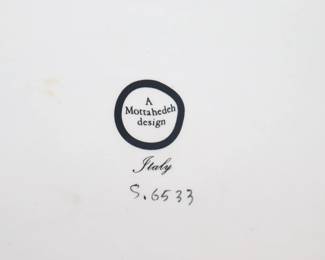 A
Mottahedeh
design
Italy
S.6533